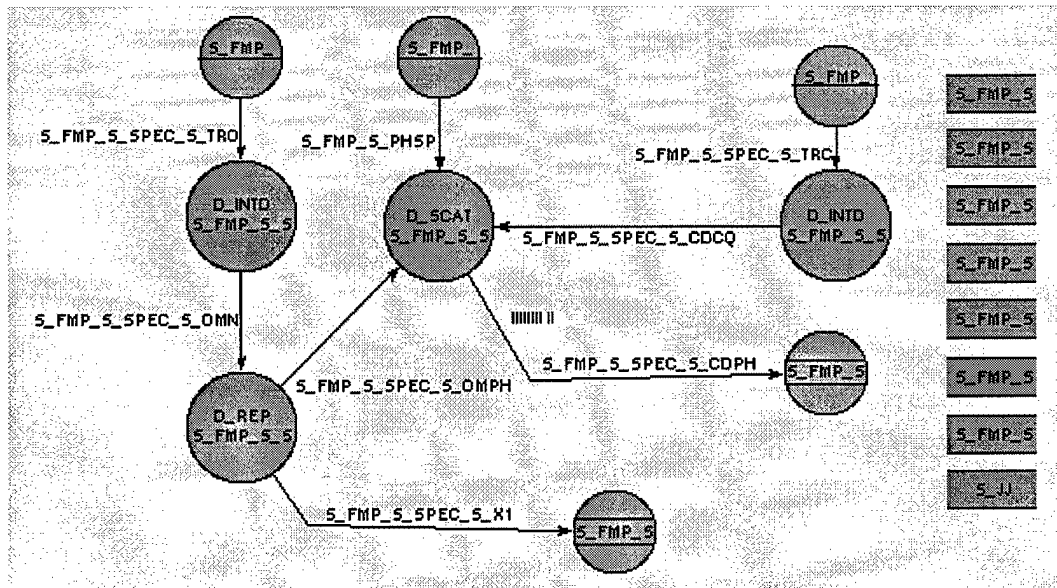 S_FMP_
S_FMP_
S_FMP_
S_FMP_S
S_FMP_S_SPEC_S_TRO
S_FMP_S_PHSP
S_FMP_S_SPEC_S_TRC
S_FMP_S
D_INTD
S_FMP_S_S
D_SCAT
S_FMP_S_S
D_INTD
S_FMP_S_S
S_FMP_S
S_FMP_S_SPEC_S_CDCQ
S_FMP_S
S_FMP_S_SPEC_S_OMN
S_FMP_S
S_FMP_S_SPEC_S_CDPH
S_FMP_S
S_FMP_S_SPEC_S_OMPH
S_FMP_S
D_REP
S_FMP_S_S
S_FMP_S
S_JJ
S_FMP_S_SPEC_S_X1
S_FMP_S